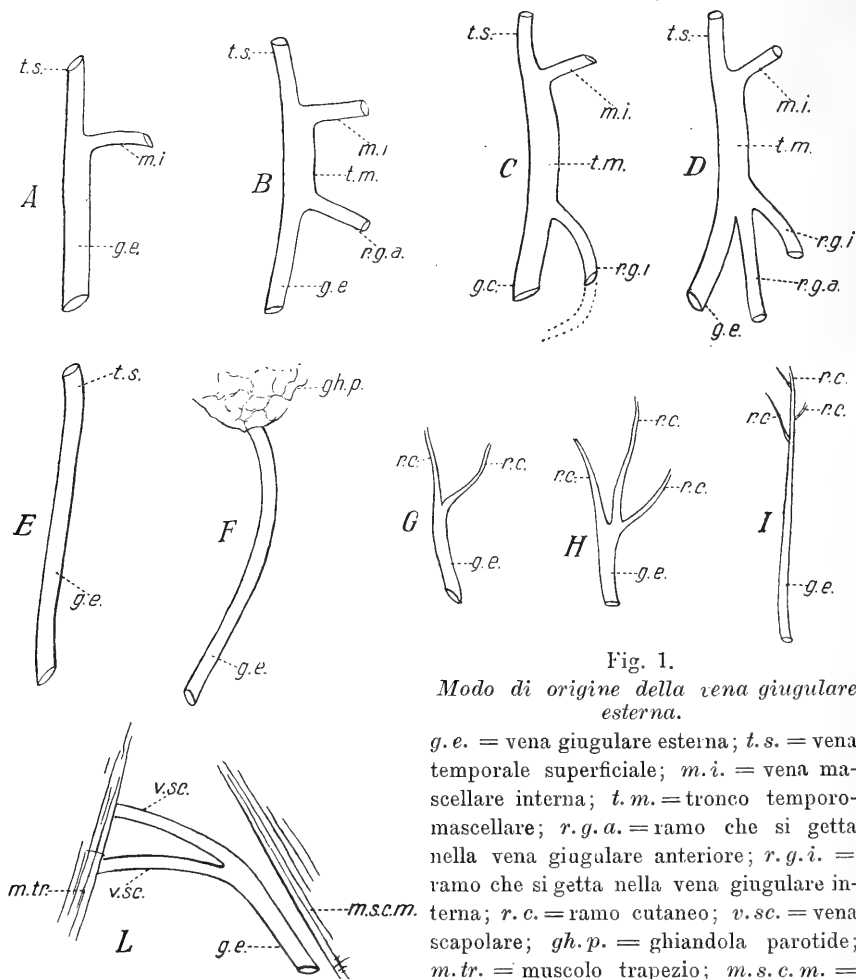 t.s.
m.i
A
g.e.
t.s.
m.i
B
t.m.
r.g.a.
g.e
t.s.
m.i.
C
t.m.
g.c.
r.g.i
t.s.
m.i.
D
t.m.
r.g.i
r.g.a.
g.e.
t.s.
E
g.e.
gh.p.
F
g.e.
r.c.
r.c.
G
g.e.
r.c.
r.c.
r.c.
H
g.e.
r.c.
r.c.
r.c.
I
g.e.
v.sc.
m.tr.
v.sc.
L
g.e.
m.s.c.m.
Fig. 1.
Modo di origine della vena giugulare
esterna.
g. e. = vena giugulare esterna; t. s. = vena
temporale superficiale; m. i. = vena ma-
scellare interna; t. m. = tronco temporo-
mascellare; r. g. a. = ramo che si getta
nella vena giugulare anteriore; r. g. i. =
ramo che si getta nella vena giugulare in-
terna; r. c. = ramo cutaneo; v. sc. = vena
scapolare; gh. p. = ghiandola parotide;
m. tr. = muscolo trapezio; m. s. c. m. =